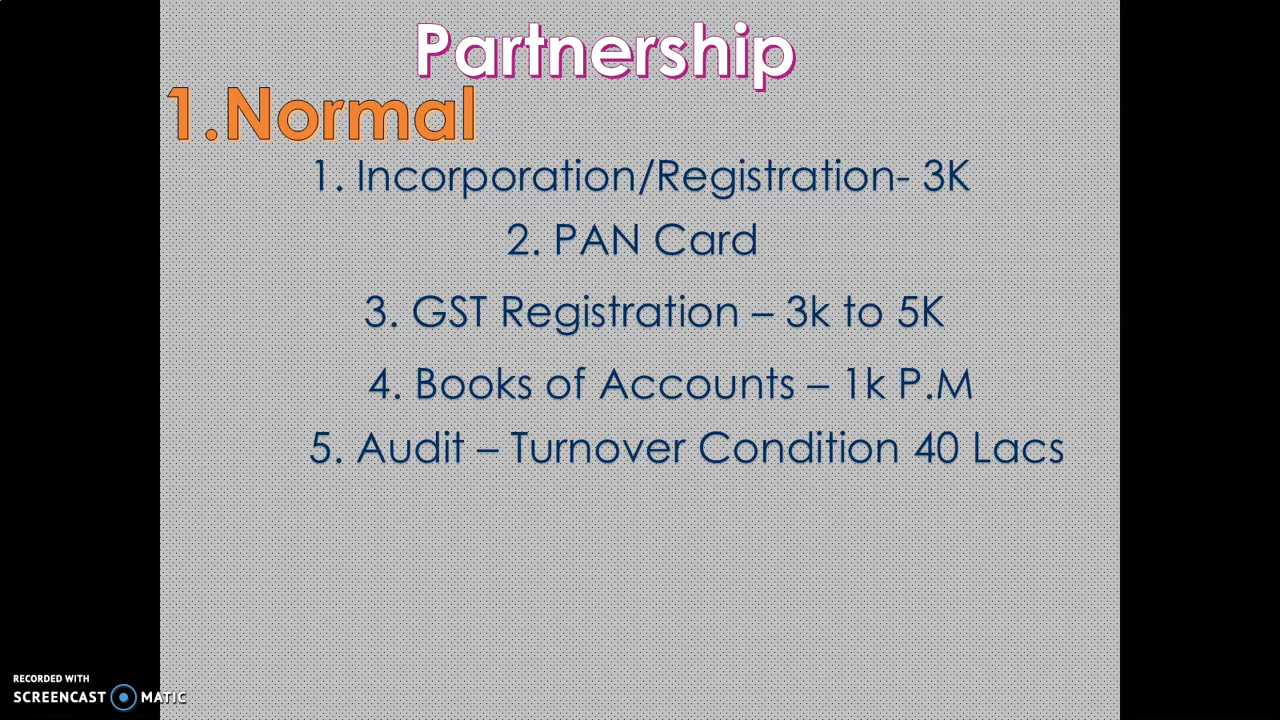 Partnership
1.Normal
1. Incorporation/Registration- 3K
2. PAN Card
3. GST Registration – 3k to 5K
4. Books of Accounts – 1k P.M
5. Audit – Turnover Condition 40 Lacs
RECORDED WITH
SCREENCAST MATIC